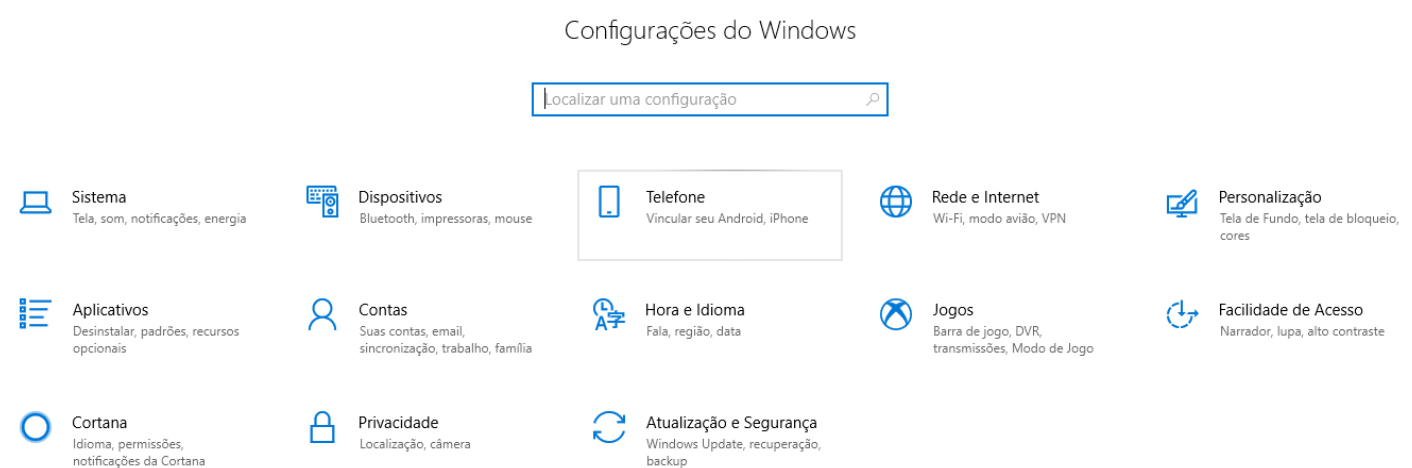 Configurações do Windows
Localizar uma configuração
Sistema
Tela, som, notificações, energia
Dispositivos
Bluetooth, impressoras, mouse
Telefone
Vincular seu Android, iPhone
Rede e Internet
Wi-Fi, modo avião, VPN
Personalização
Tela de Fundo, tela de bloqueio,
cores
Aplicativos
Desinstalar, padrões, recursos
opcionais
Contas
Suas contas, email,
sincronização, trabalho, família
Hora e Idioma
Fala, região, data
Jogos
Barra de jogo, DVR,
transmissões, Modo de Jogo
Facilidade de Acesso
Narrador, lupa, alto contraste
Cortana
Idioma, permissões,
notificações da Cortana
Privacidade
Localização, câmera
Atualização e Segurança
Windows Update, recuperação,
backup